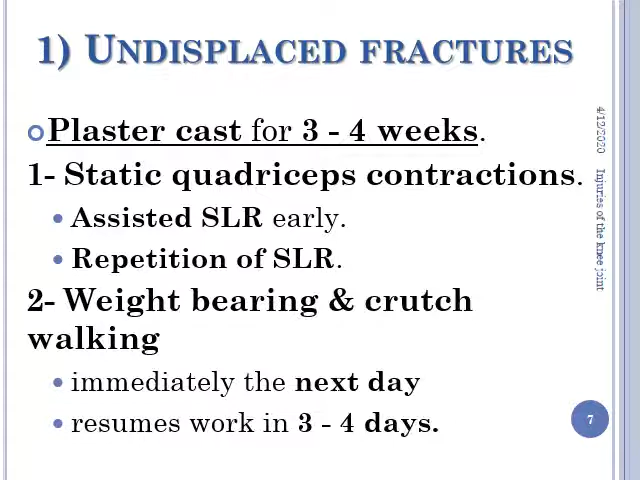 1) UNDISPLACED FRACTURES
Plaster cast for 3 - 4 weeks.
1- Static quadriceps contractions.
Assisted SLR early.
Repetition of SLR.
2- Weight bearing & crutch
walking
immediately the next day
resumes work in 3 - 4 days.
4/12/2020
Injuries of the knee joint
7